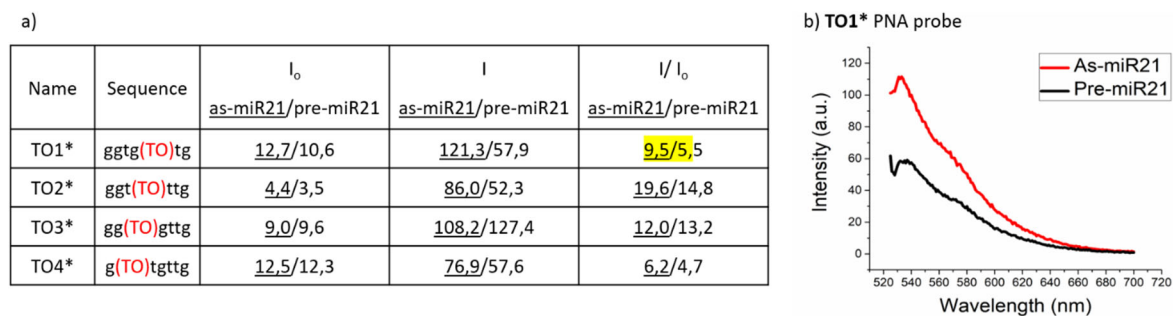 a)
b) TO1* PNA probe
Name Sequence Io I I/ Io
as-miR21/pre-miR21 as-miR21/pre-miR21 as-miR21/pre-miR21
TO1* ggtg(TO)tg 12,7/10,6 121,3/57,9 9,5/5,5
TO2* ggt(TO)ttg 4,4/3,5 86,0/52,3 19,6/14,8
TO3* gg(TO)gttg 9,0/9,6 108,2/127,4 12,0/13,2
TO4* g(TO)tgttg 12,5/12,3 76,9/57,6 6,2/4,7
As-miR21
Pre-miR21
Intensity (a.u.)
100
80
60
40
20
0
520 540 560 580 600 620 640 660 680 700 720
Wavelength (nm)